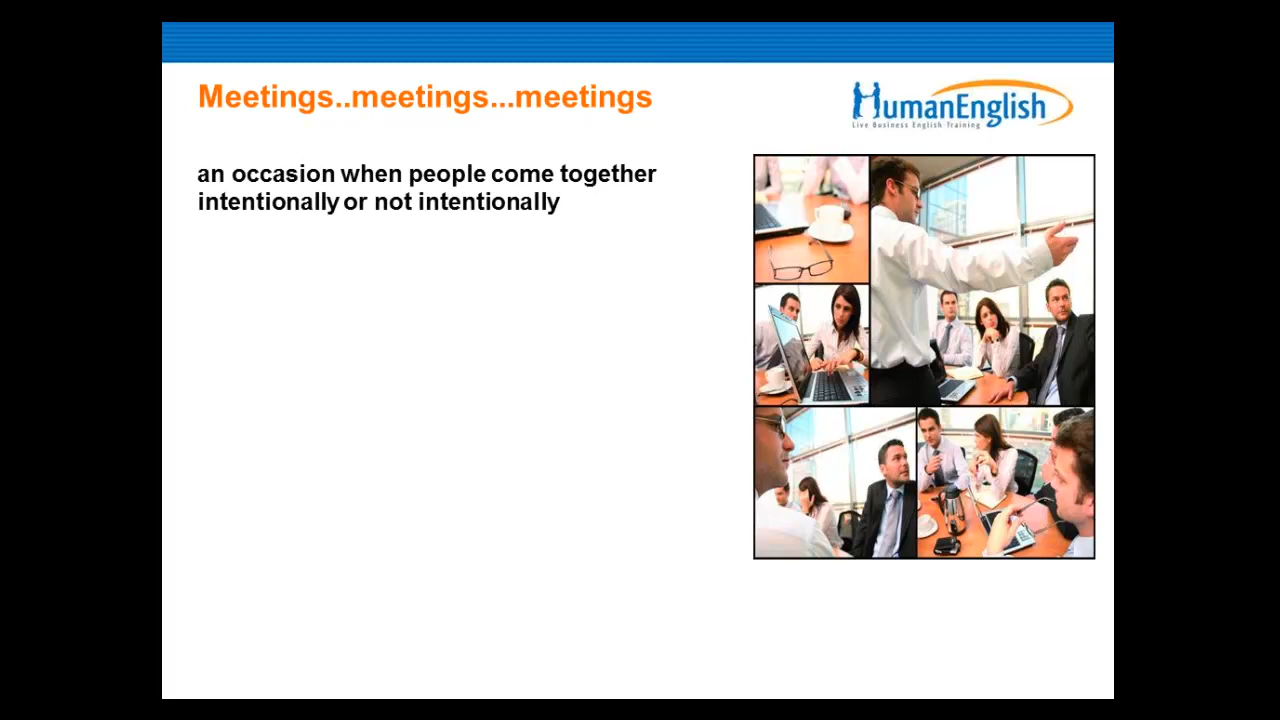 Meetings..meetings...meetings
HumanEnglish
Live Business English Training
an occasion when people come together
intentionally or not intentionally